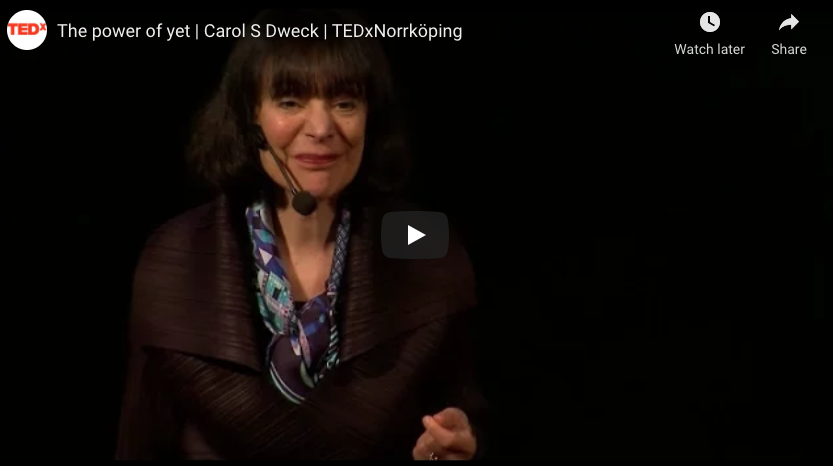 TEDx
The power of yet | Carol S Dweck | TEDxNorrköping
Watch later
Share